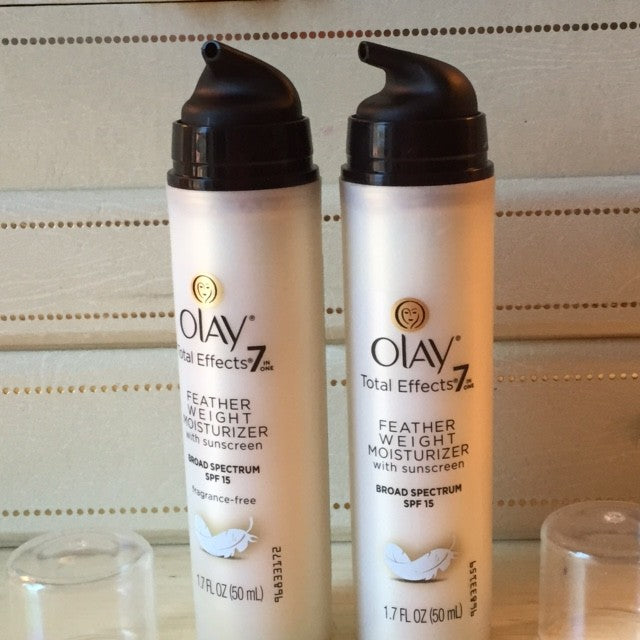 OLAY®
Total Effects® 7 IN ONE
FEATHER
WEIGHT
MOISTURIZER
with sunscreen
BROAD SPECTRUM
SPF 15
fragrance-free
1.7 FL OZ (50 mL)
OLAY®
Total Effects® 7 IN ONE
FEATHER
WEIGHT
MOISTURIZER
with sunscreen
BROAD SPECTRUM
SPF 15
1.7 FL OZ (50 mL)